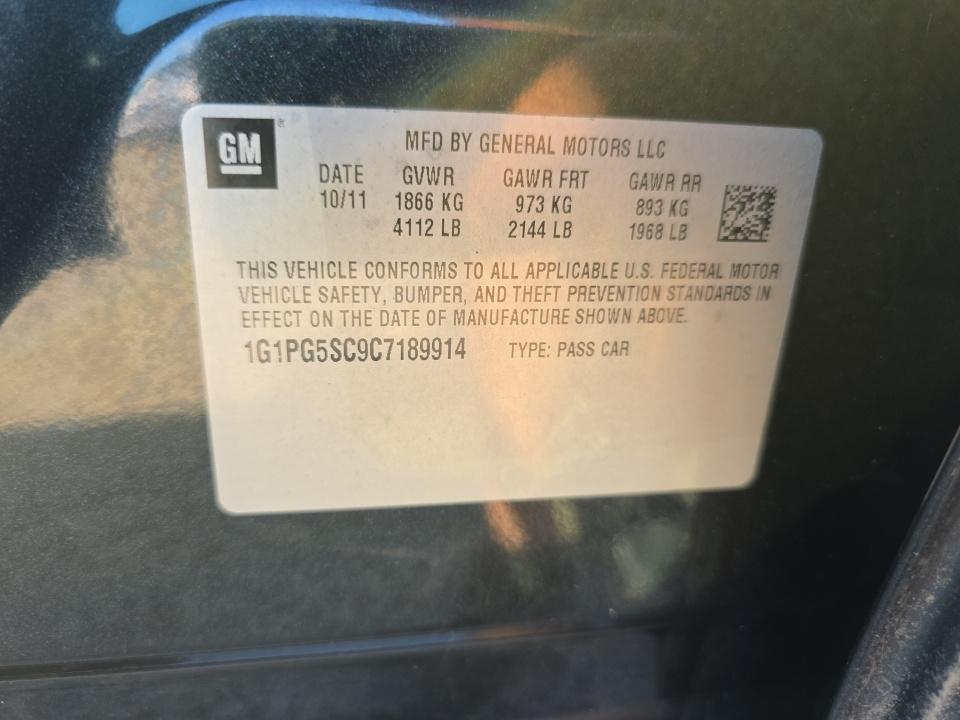 GM
MFD BY GENERAL MOTORS LLC
DATE GVWR GAWR FRT GAWR RR
10/11 1866 KG 973 KG 893 KG
4112 LB 2144 LB 1968 LB
THIS VEHICLE CONFORMS TO ALL APPLICABLE U.S. FEDERAL MOTOR
VEHICLE SAFETY, BUMPER, AND THEFT PREVENTION STANDARDS IN
EFFECT ON THE DATE OF MANUFACTURE SHOWN ABOVE.
1G1PG5SC9C7189914 TYPE: PASS CAR